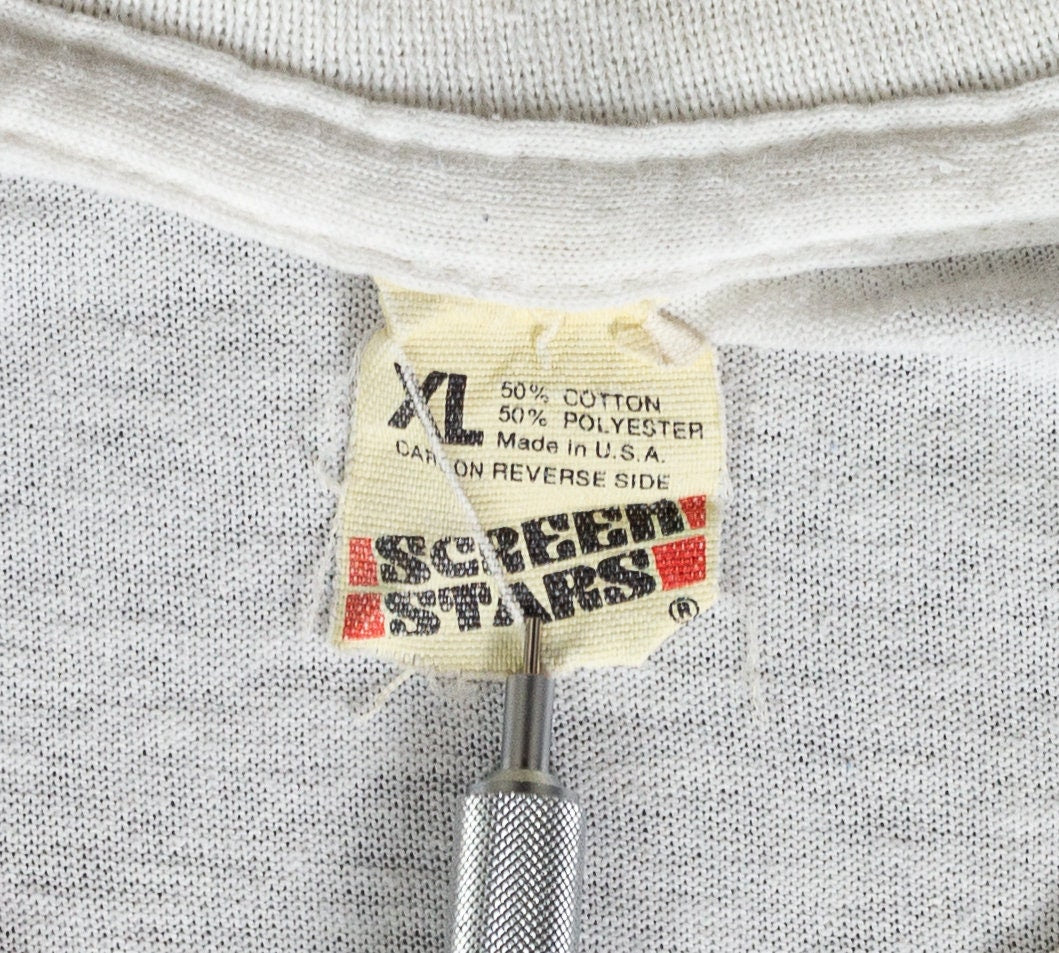 XL
50% COTTON
50% POLYESTER
Made in U.S.A.
CARE ON REVERSE SIDE
SCREEN
STARS
®